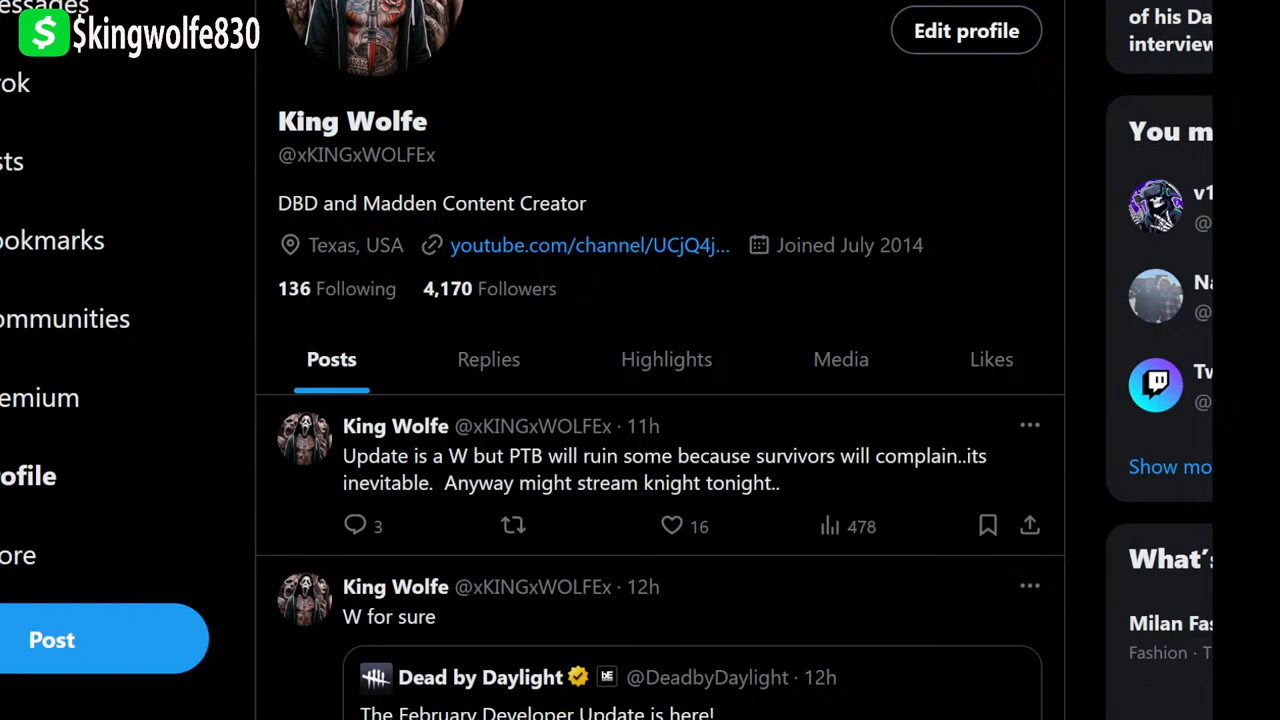 essages
$kingwolfe830
ok
sts
ookmarks
ommunities
emium
ofile
ore
Post
Edit profile
King Wolfe
@xKINGxWOLFEx
DBD and Madden Content Creator
Texas, USA youtube.com/channel/UCjQ4j... Joined July 2014
136 Following 4,170 Followers
Posts Replies Highlights Media Likes
King Wolfe @xKINGxWOLFEx · 11h
Update is a W but PTB will ruin some because survivors will complain..its
inevitable. Anyway might stream knight tonight..
3 16 478
King Wolfe @xKINGxWOLFEx · 12h
W for sure
Dead by Daylight @DeadbyDaylight · 12h
The February Developer Update is here!
of his Da
interview
You m
v1
@
Na
@
Tw
@
Show mo
What's
Milan Fas
Fashion · T